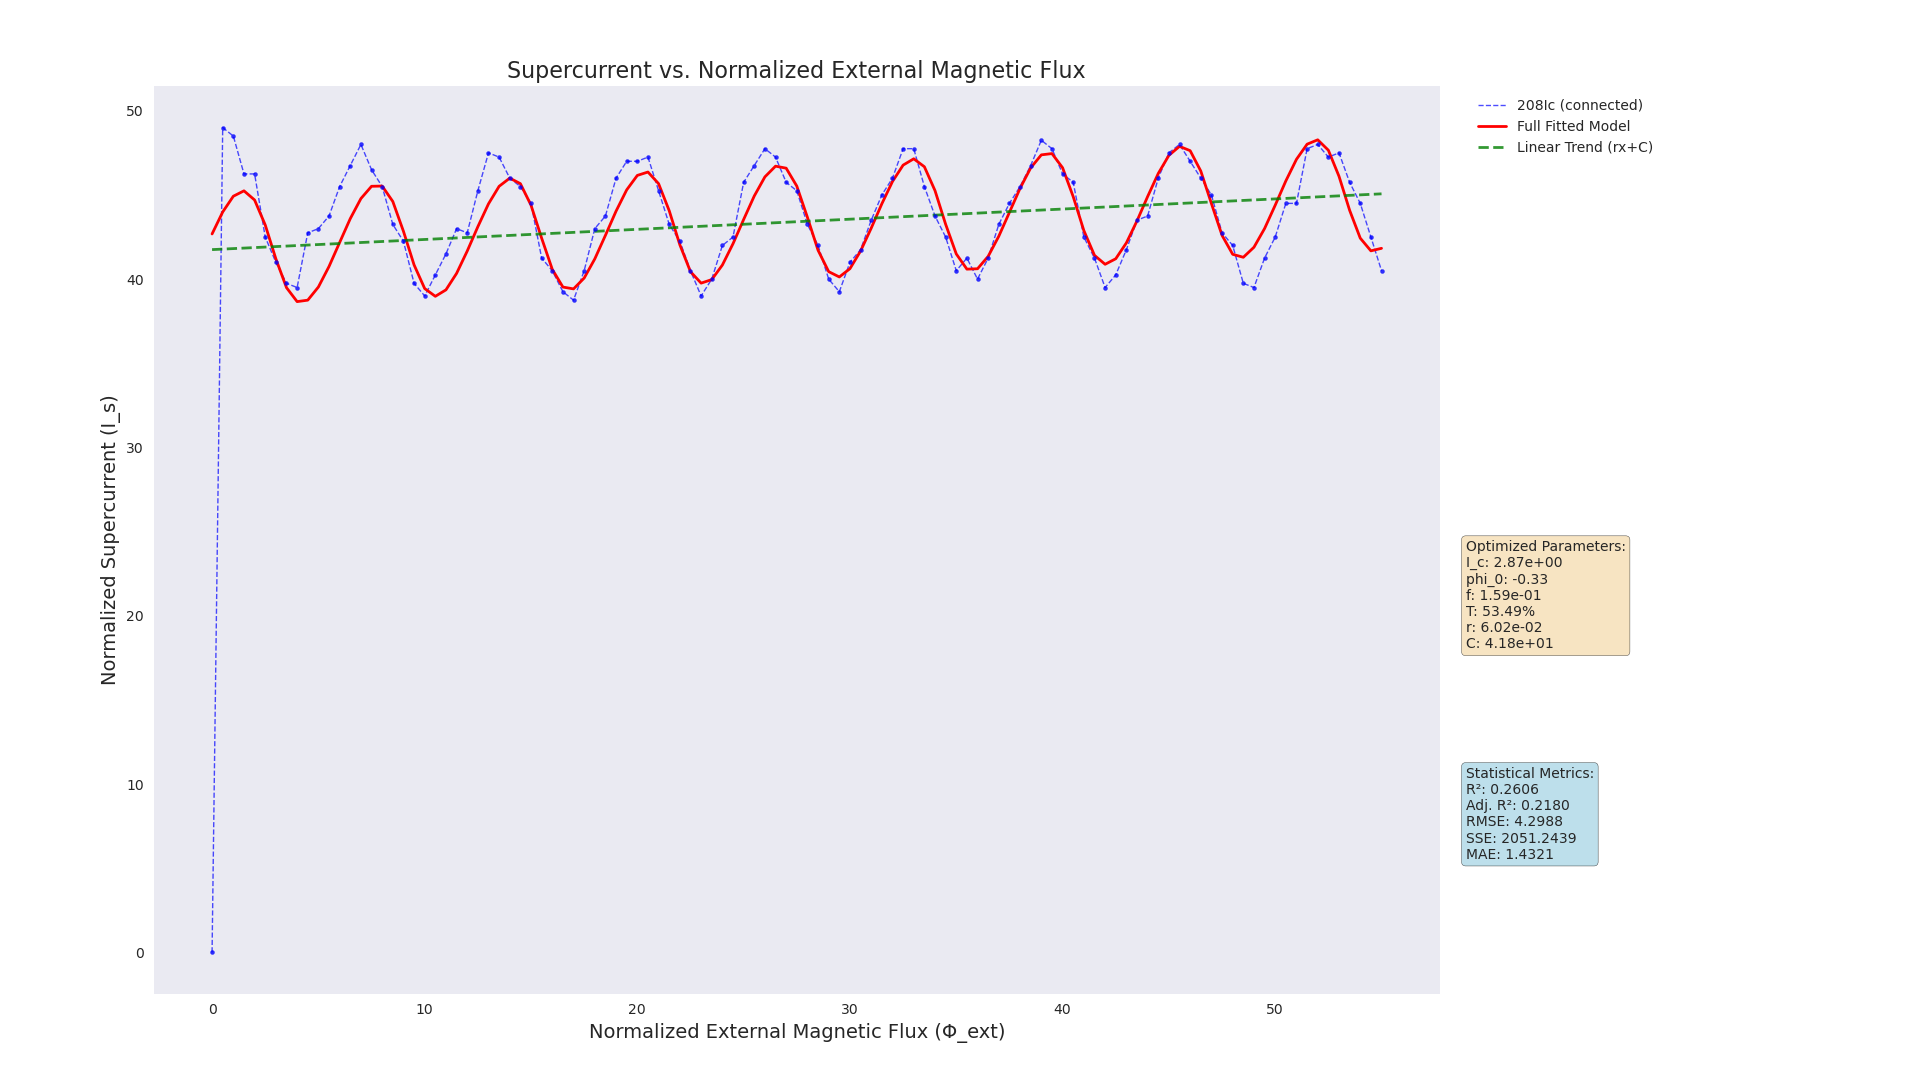 Supercurrent vs. Normalized External Magnetic Flux
208Ic (connected)
Full Fitted Model
Linear Trend (rx+C)
50
40
30
20
10
0
Normalized Supercurrent (I_s)
0 10 20 30 40 50
Normalized External Magnetic Flux (Φ_ext)
Optimized Parameters:
I_c: 2.87e+00
phi_0: -0.33
f: 1.59e-01
T: 53.49%
r: 6.02e-02
C: 4.18e+01
Statistical Metrics:
R²: 0.2606
Adj. R²: 0.2180
RMSE: 4.2988
SSE: 2051.2439
MAE: 1.4321